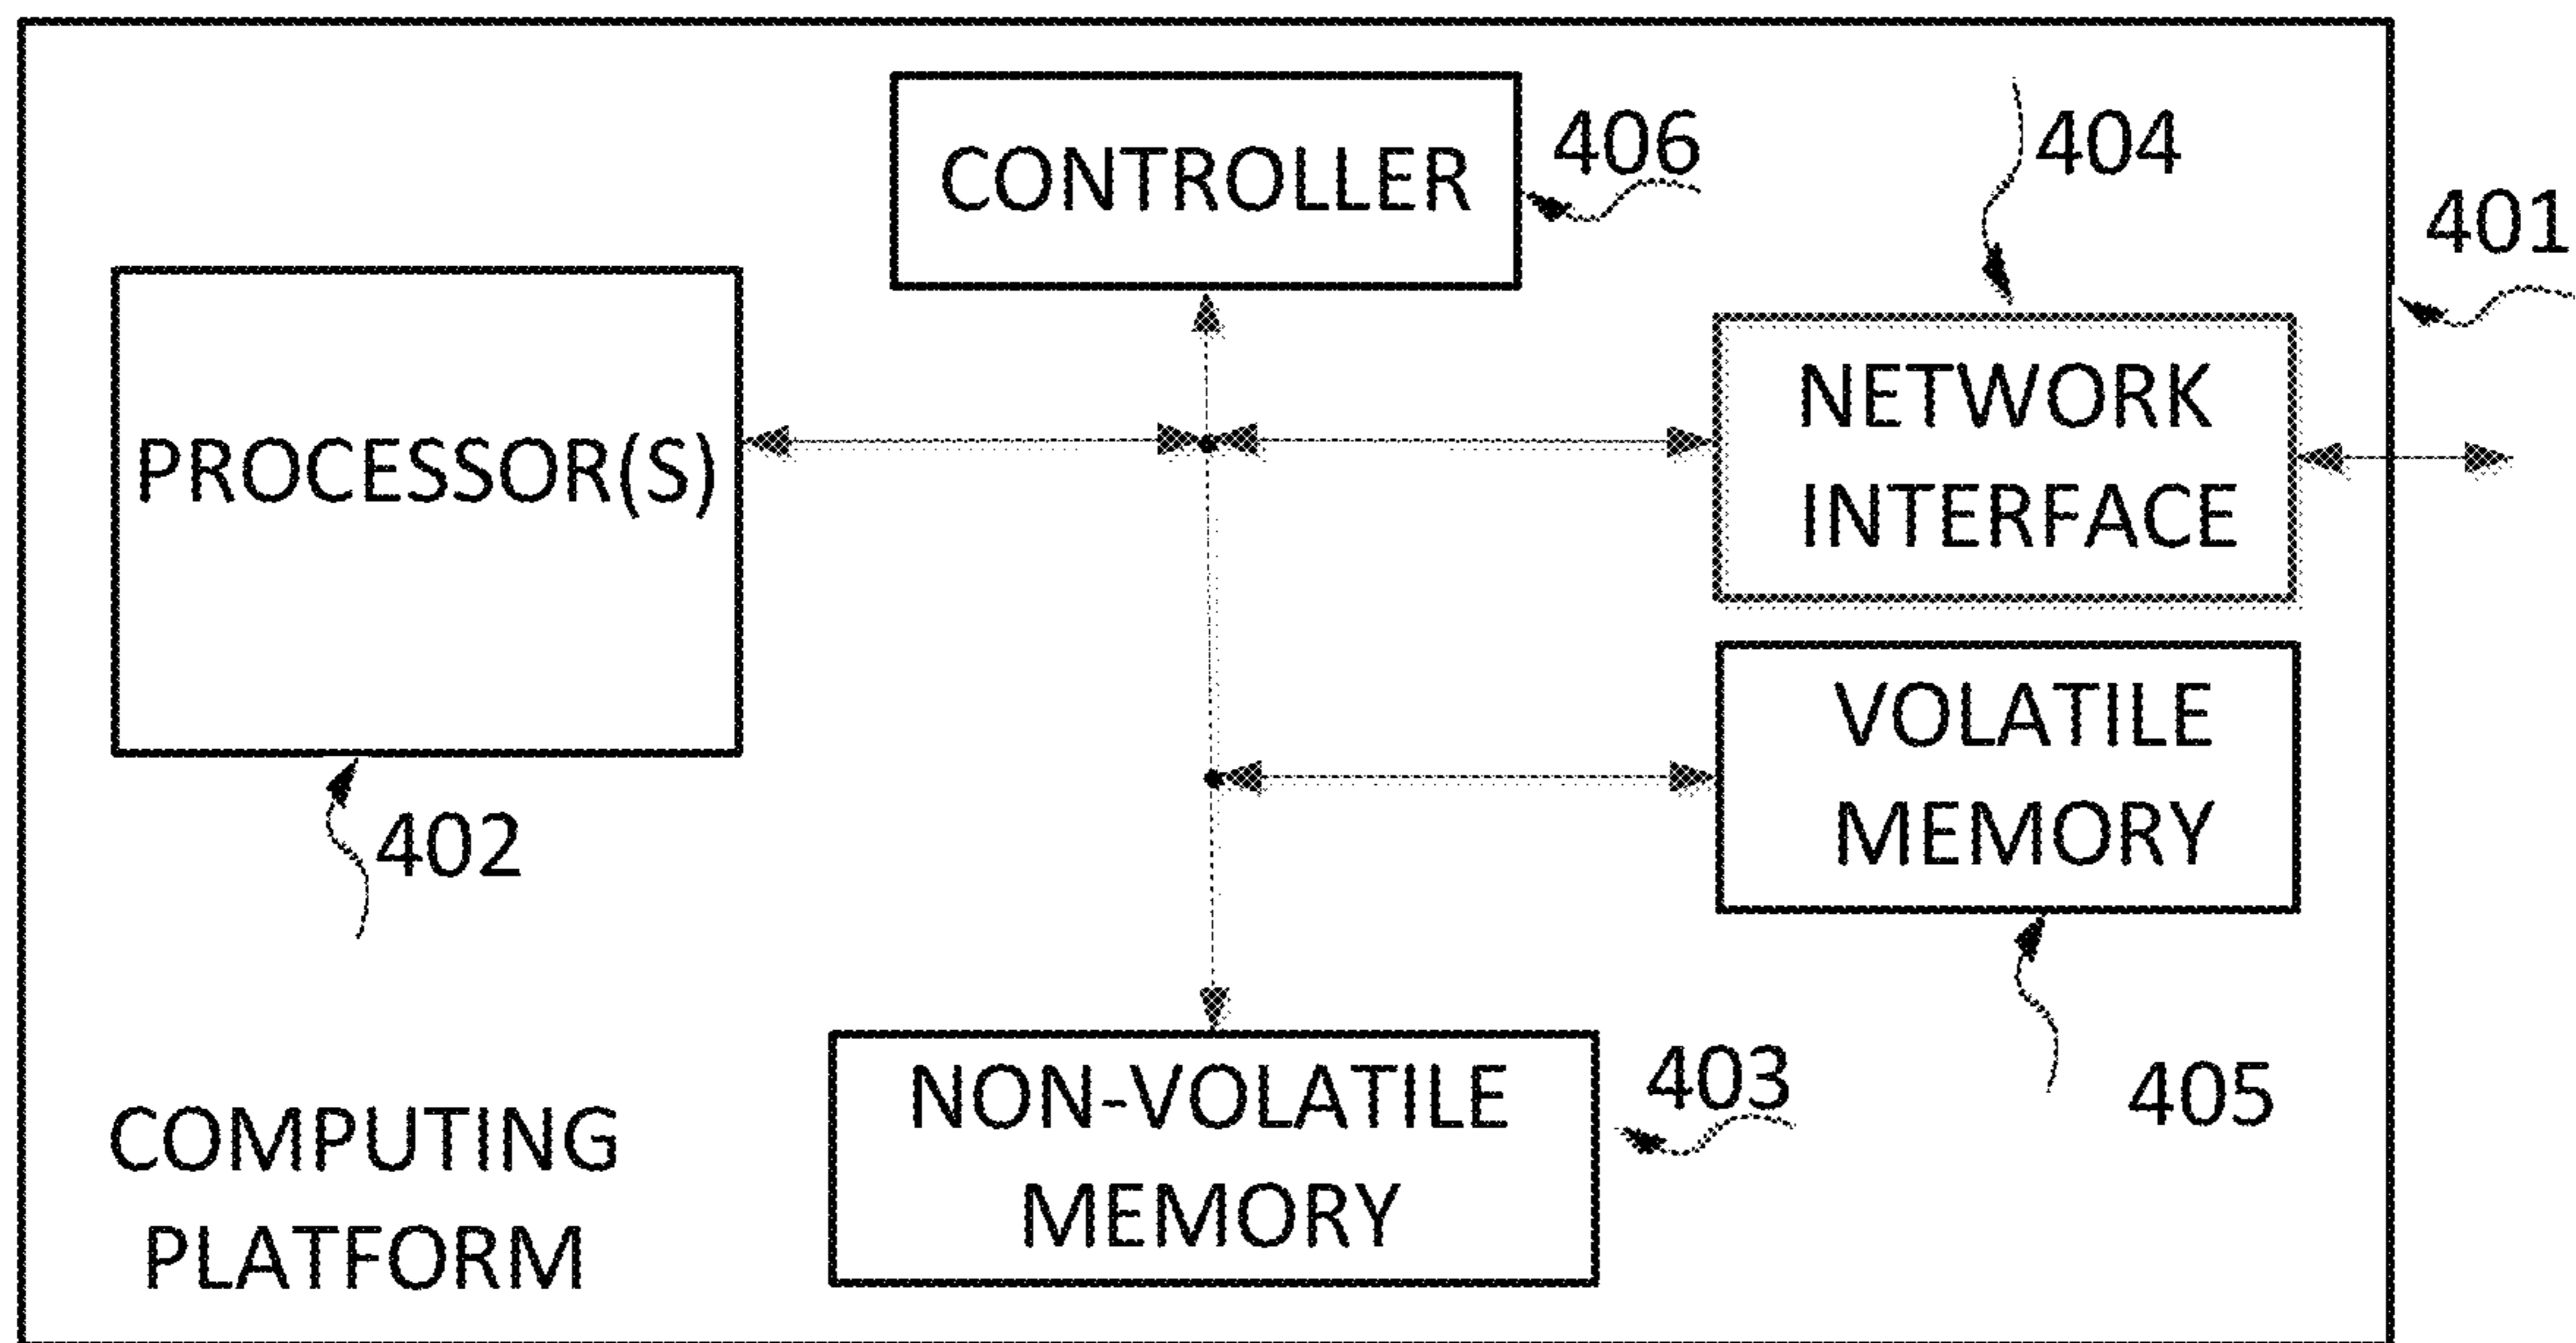 CONTROLLER
406
404
401
PROCESSOR(S)
402
NETWORK
INTERFACE
VOLATILE
MEMORY
405
NON-VOLATILE
MEMORY
403
COMPUTING
PLATFORM